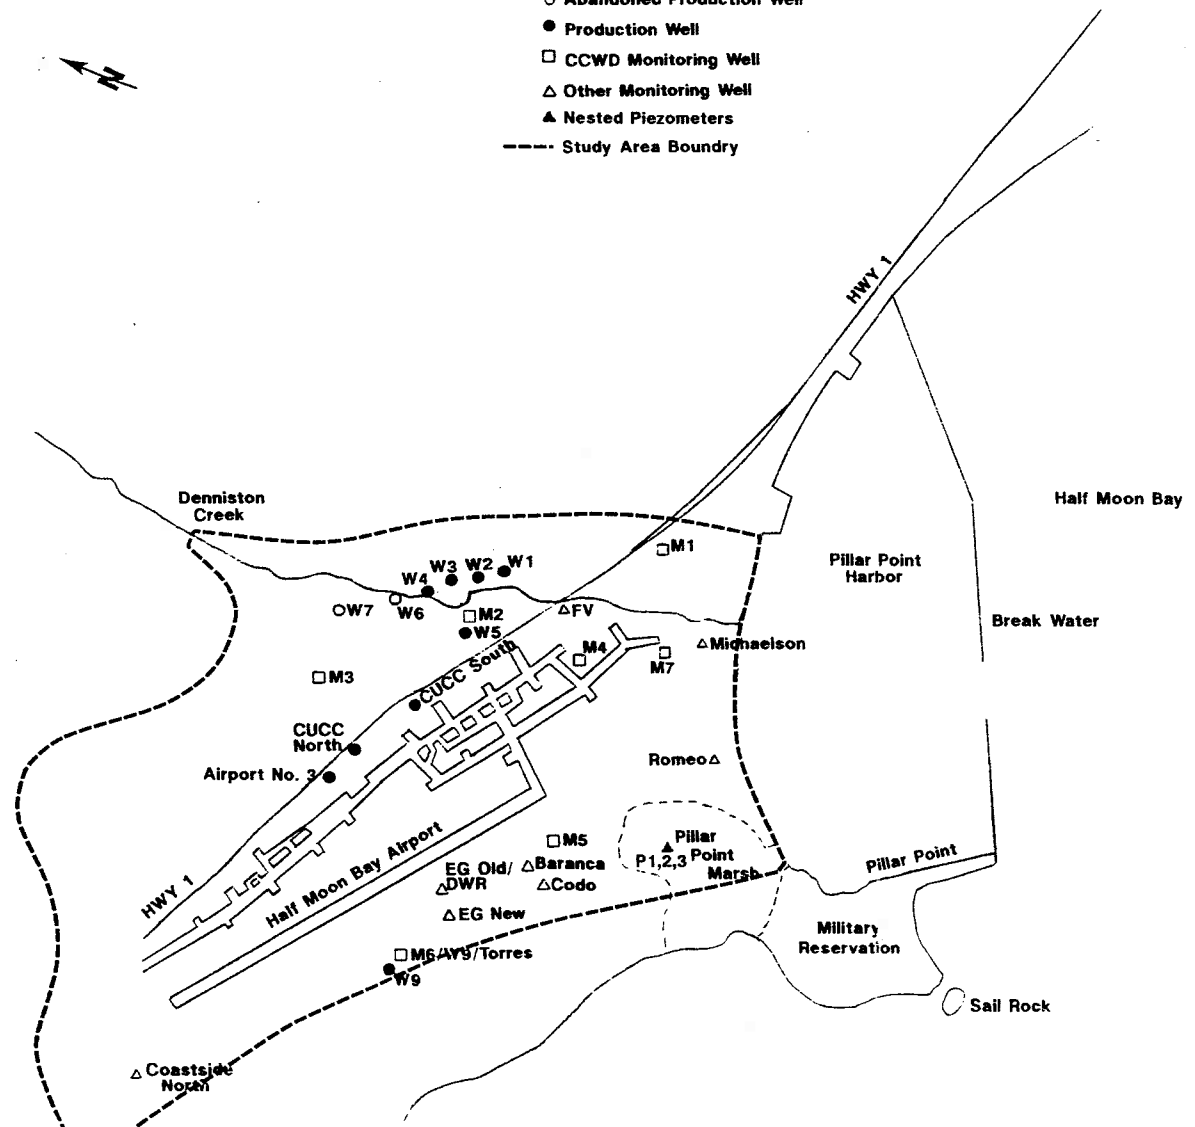 Abandoned Production Well
Production Well
N
CCWD Monitoring Well
Other Monitoring Well
Nested Piezometers
Study Area Boundry
HWY 1
Denniston
Creek
Half Moon Bay
M1
Pillar Point
Harbor
W1
W2
W3
W4
W6
W7
M2
FV
Break Water
W5
Michaelson
M4
M7
M3
CUCC South
CUCC
North
Romeo
Airport No. 3
M5
Pillar
Point
Marsh
P1,2,3
Pillar Point
EG Old/
DWR
Baranca
Codo
Half Moon Bay Airport
HWY 1
EG New
Military
Reservation
M6/W9/Torres
W9
Sail Rock
Coastside
North